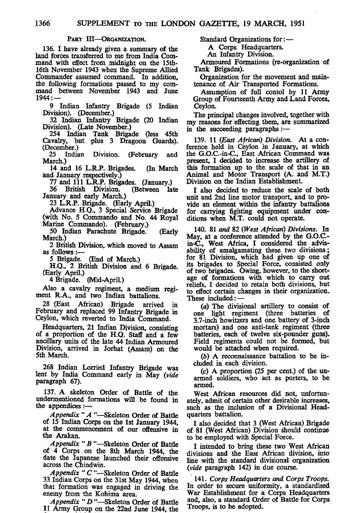 1366 SUPPLEMENT TO THE LONDON GAZETTE, 19 MARCH, 1951
PART III—ORGANIZATION.
136. I have already given a summary of the
land forces transferred to me from India Com-
mand with effect from midnight on the 15th-
16th November 1943 when the Supreme Allied
Commander assumed command. In addition,
the following formations passed to my com-
mand between November 1943 and June
1944:—
9 Indian Infantry Brigade (5 Indian
Division). (December.)
32 Indian Infantry Brigade (20 Indian
Division). (Late November.)
254 Indian Tank Brigade (less 45th
Cavalry, but plus 3 Dragoon Guards).
(December.)
25 Indian Division. (February and
March.)
14 and 16 L.R.P. Brigades. (In March
and January respectively.)
77 and 111 L.R.P. Brigades. (January.)
36 British Division. (Between late
January and early March.)
23 L.R.P. Brigade. (Early April.)
Advance H.Q., 3 Special Service Brigade
(with No. 5 Commando and No. 44 Royal
Marine Commando). (February.)
50 Indian Parachute Brigade. (Early
March.)
2 British Division, which moved to Assam
as follows:—
5 Brigade. (End of March.)
H.Q., 2 British Division and 6 Brigade.
(Early April.)
4 Brigade. (Mid-April.)
Also a cavalry regiment, a medium regi-
ment R.A., and two Indian battalions.
28 (East African) Brigade arrived in
February and replaced 99 Infantry Brigade in
Ceylon, which reverted to India Command.
Headquarters, 21 Indian Division, consisting
of a proportion of the H.Q. Staff and a few
ancillary units of the late 44 Indian Armoured
Division, arrived in Jorhat (Assam) on the
5th March.
268 Indian Lorried Infantry Brigade was
lent by India Command early in May (vide
paragraph 67).
137. A skeleton Order of Battle of the
undermentioned formations will be found in
the appendices:—
Appendix "A"—Skeleton Order of Battle
of 15 Indian Corps on the 1st January 1944,
at the commencement of our offensive in
the Arakan.
Appendix "B"—Skeleton Order of Battle
of 4 Corps on the 8th March 1944, the
date the Japanese launched their offensive
across the Chindwin.
Appendix "C"—Skeleton Order of Battle
33 Indian Corps on the 31st May 1944, when
that formation was engaged in driving the
enemy from the Kohima area.
Appendix "D"—Skeleton Order of Battle
11 Army Group on the 22nd June 1944, the
Standard Organizations for:—
A Corps Headquarters.
An Infantry Division.
Armoured Formations (re-organization of
Tank Brigades).
Organization for the movement and main-
tenance of Air Transported Formations.
Assumption of full control by 11 Army
Group of Fourteenth Army and Land Forces,
Ceylon.
The principal changes involved, together with
my reasons for effecting them, are summarized
in the succeeding paragraphs:—
139. 11 (East African) Division. At a con-
ference held in Ceylon in January, at which
the G.O.C.-in-C., East Africa Command was
present, I decided to increase the artillery of
this formation up to the scale of that in an
Animal and Motor Transport (A. and M.T.)
Division on the Indian Establishment.
I also decided to reduce the scale of both
unit and 2nd line motor transport, and to pro-
vide an element within the infantry battalions
for carrying fighting equipment under con-
ditions when M.T. could not operate.
140. 81 and 82 (West African) Divisions. In
May, at a conference attended by the G.O.C.-
in-C., West Africa, I considered the advis-
ability of amalgamating these two divisions;
for 81 Division, which had given up one of
its brigades to Special Force, consisted only
of two brigades. Owing, however, to the short-
age of formations with which to carry out
reliefs, I decided to retain both divisions, but
to effect certain changes in their organization.
These included:—
(a) The divisional artillery to consist of
one light regiment (three batteries of
3.7-inch howitzers and one battery of 3-inch
mortars) and one anti-tank regiment (three
batteries, each of twelve six-pounder guns).
Field regiments could not be formed, but
would be attached when required.
(b) A reconnaissance battalion to be in-
cluded in each division.
(c) A proportion (25 per cent.) of the un-
armed soldiers, who act as porters, to be
armed.
West African resources did not, unfortun-
ately, admit of certain other desirable increases,
such as the inclusion of a Divisional Head-
quarters battalion.
I also decided that 3 (West African) Brigade
of 81 (West African) Division should continue
to be employed with Special Force.
I intended to bring these two West African
divisions and the East African division, into
line with the standard divisional organization
(vide paragraph 142) in due course.
141. Corps Headquarters and Corps Troops.
In order to secure uniformity, a standardised
War Establishment for a Corps Headquarters
and, also, a standard Order of Battle for Corps
Troops, is to be adopted.